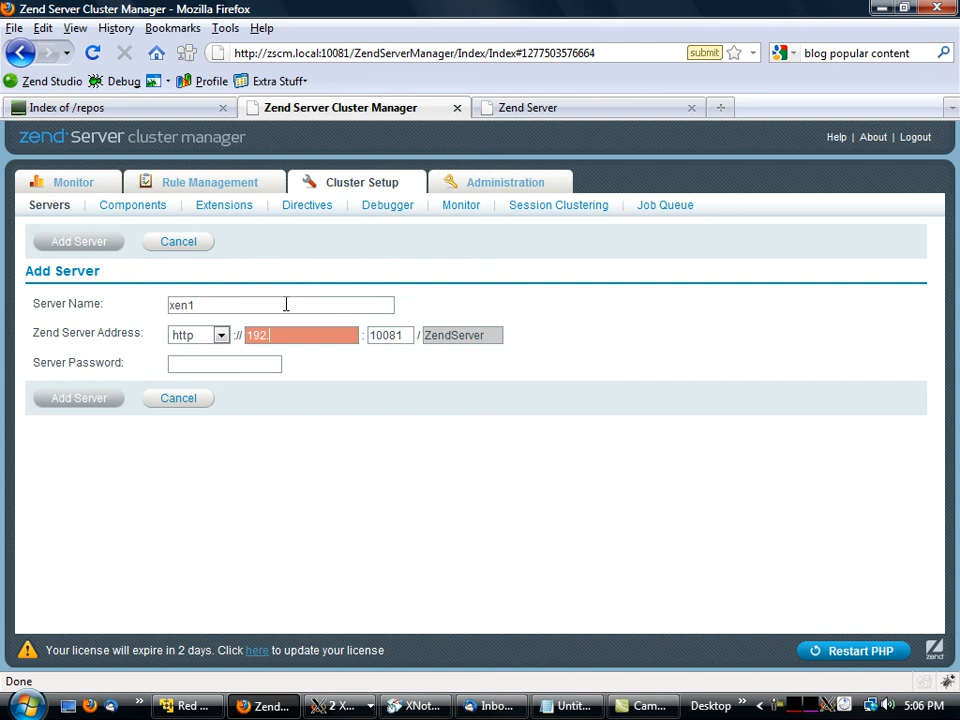 Zend Server Cluster Manager - Mozilla Firefox
File Edit View History Bookmarks Tools Help
http://zscm.local:10081/ZendServerManager/Index/Index#1277503576664 submit blog popular content
Zend Studio Debug Profile Extra Stuff*
Index of /repos Zend Server Cluster Manager Zend Server
zend server cluster manager Help | About | Logout
Monitor Rule Management Cluster Setup Administration
Servers | Components | Extensions | Directives | Debugger | Monitor | Session Clustering | Job Queue
Add Server Cancel
Add Server
Server Name: xen1
Zend Server Address: http :// 192. : 10081 / ZendServer
Server Password:
Add Server Cancel
Your license will expire in 2 days. Click here to update your license Restart PHP
zend
Done
» Red ... Zend... 2 X... XNot... Inbo... Untit... Cam... Desktop » 5:06 PM